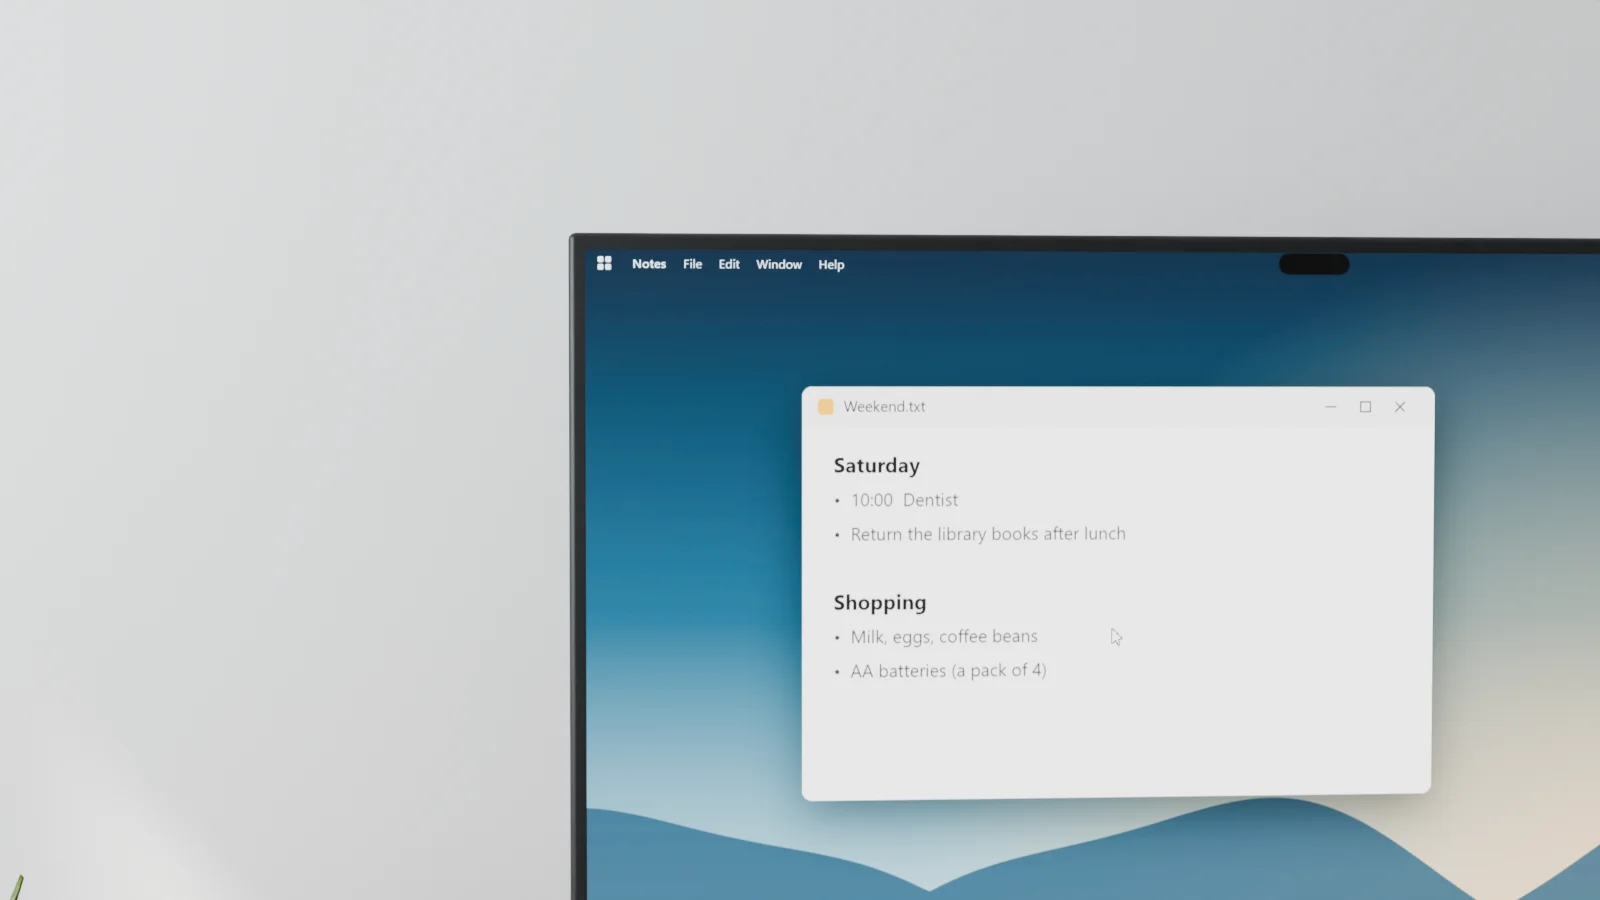 Notes File Edit Window Help
Weekend.txt
Saturday
• 10:00 Dentist
• Return the library books after lunch
Shopping
• Milk, eggs, coffee beans
• AA batteries (a pack of 4)